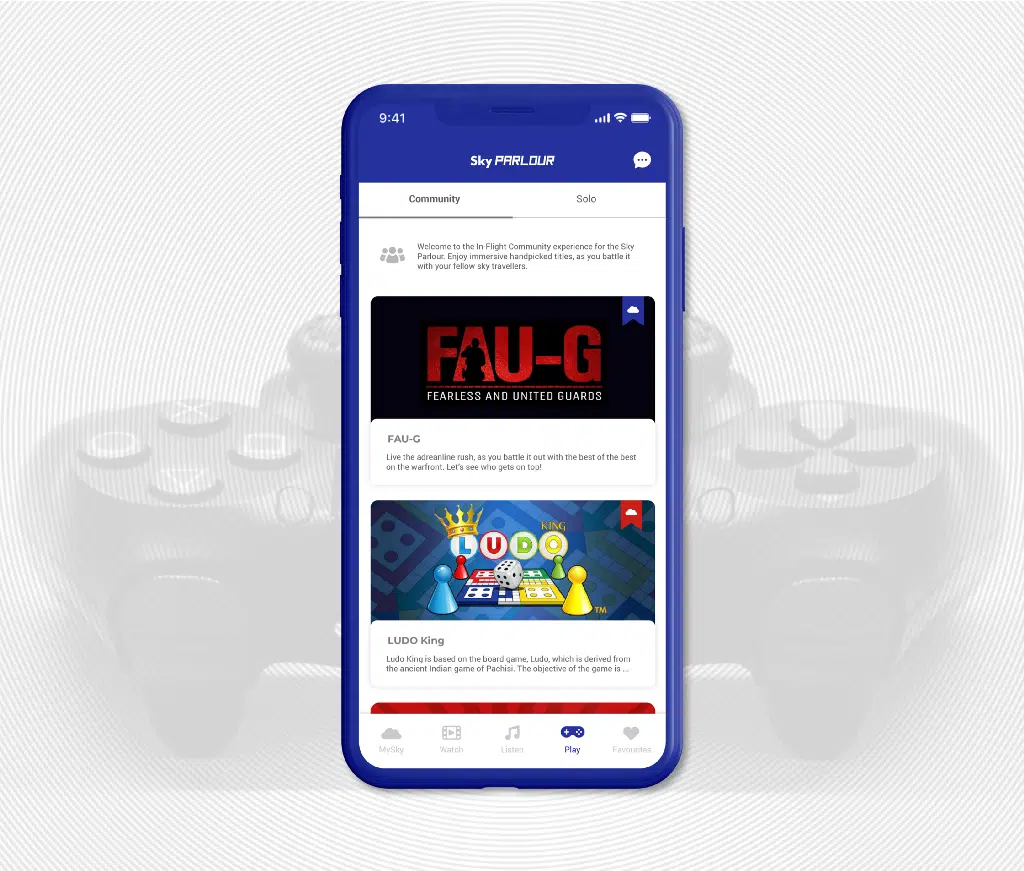 9:41
Sky PARLOUR
Community
Solo
Welcome to the In Flight Community experience for the Sky
Parlour. Enjoy immersive handpicked titles, as you battle it
with your fellow sky travellers.
FAU-G
FEARLESS AND UNITED GUARDS
FAU-G
Live the adreanline rush, as you battle it out with the best of the best
on the warfront. Let's see who gets on top!
KING
LUDO
TM
LUDO King
Ludo King is based on the board game, Ludo, which is derived from
the ancient Indian game of Pachisi. The objective of the game is ...
MySky
Watch
Listen
Play
Favourites